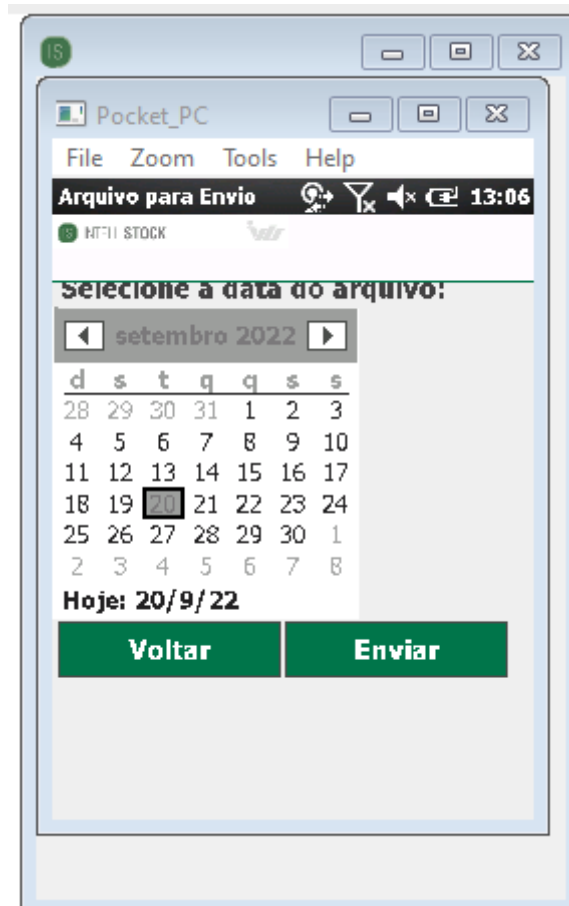 IS
Pocket_PC
File Zoom Tools Help
Arquivo para Envio 13:06
IS INTELLI STOCK
Selecione a data do arquivo:
setembro 2022
d s t q q s s
28 29 30 31 1 2 3
4 5 6 7 8 9 10
11 12 13 14 15 16 17
18 19 20 21 22 23 24
25 26 27 28 29 30 1
2 3 4 5 6 7 8
Hoje: 20/9/22
Voltar Enviar